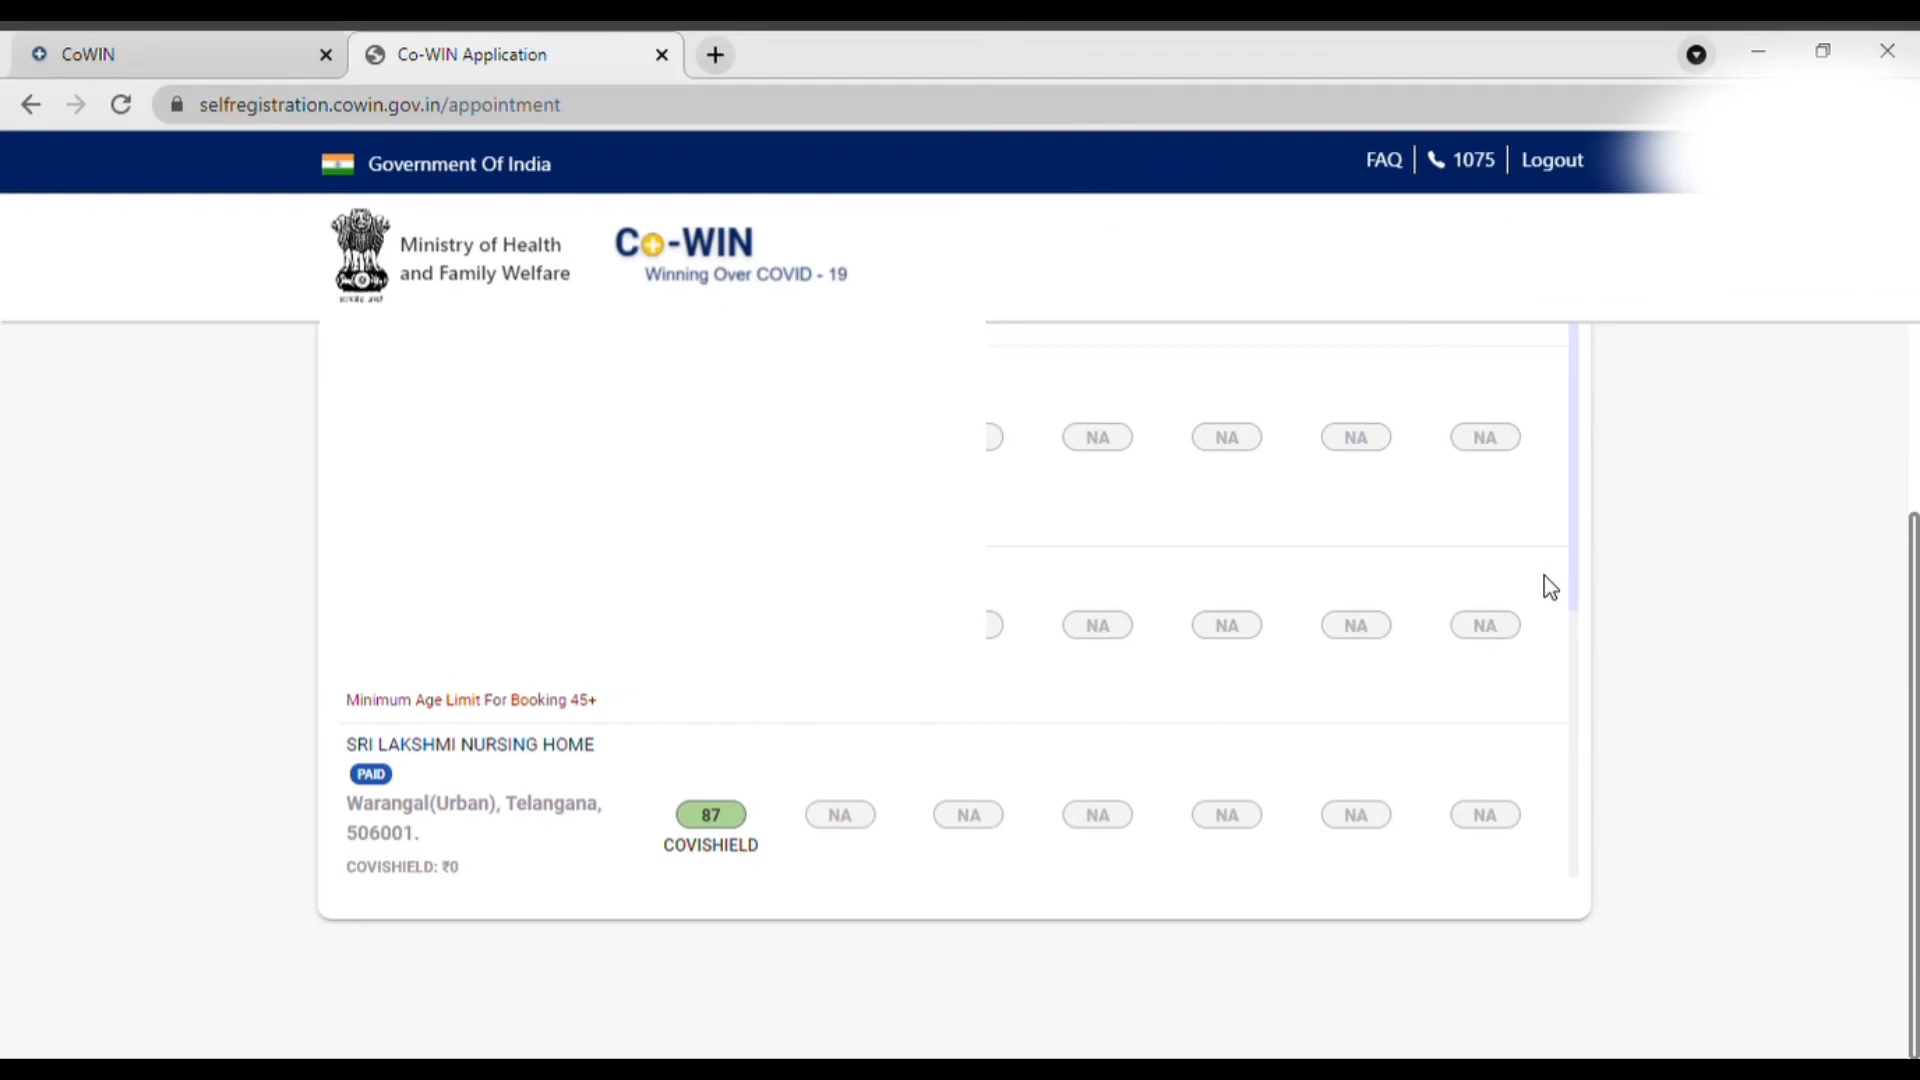 CoWIN
Co-WIN Application
selfregistration.cowin.gov.in/appointment
Government Of India
FAQ
1075
Logout
Ministry of Health
and Family Welfare
Co-WIN
Winning Over COVID - 19
NA NA NA NA
NA NA NA NA
Minimum Age Limit For Booking 45+
SRI LAKSHMI NURSING HOME
PAID
Warangal(Urban), Telangana,
506001.
COVISHIELD: ₹0
87 NA NA NA NA NA NA
COVISHIELD